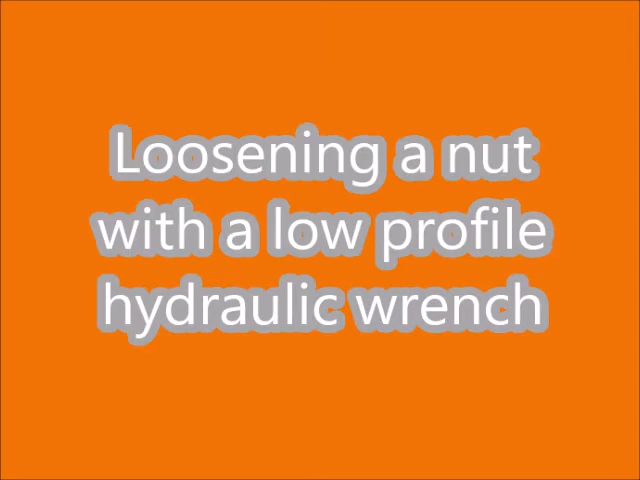 Loosening a nut
with a low profile
hydraulic wrench